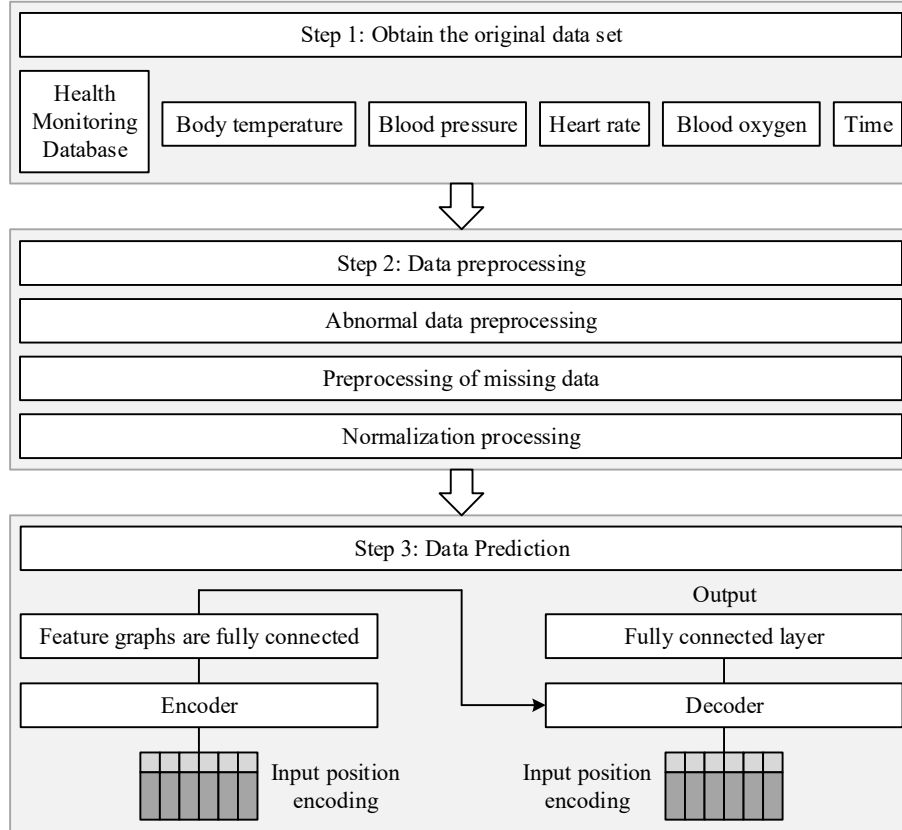 Step 1: Obtain the original data set
Health
Monitoring
Database
Body temperature
Blood pressure
Heart rate
Blood oxygen
Time
Step 2: Data preprocessing
Abnormal data preprocessing
Preprocessing of missing data
Normalization processing
Step 3: Data Prediction
Output
Feature graphs are fully connected
Fully connected layer
Encoder
Decoder
Input position
encoding
Input position
encoding